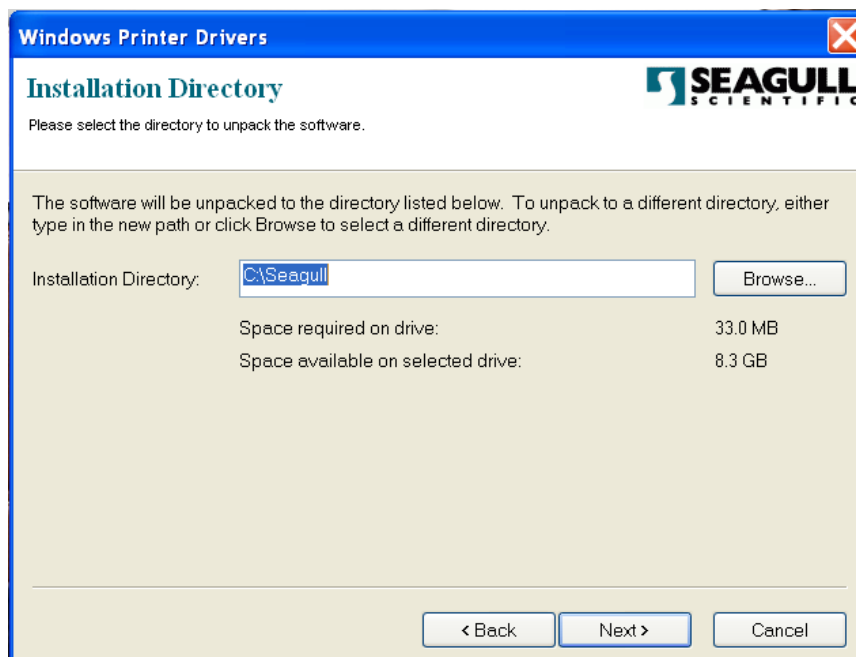 Windows Printer Drivers
Installation Directory
SEAGULL
SCIENTIFIC
Please select the directory to unpack the software.
The software will be unpacked to the directory listed below. To unpack to a different directory, either
type in the new path or click Browse to select a different directory.
Installation Directory: C:\Seagull Browse...
Space required on drive: 33.0 MB
Space available on selected drive: 8.3 GB
< Back Next > Cancel